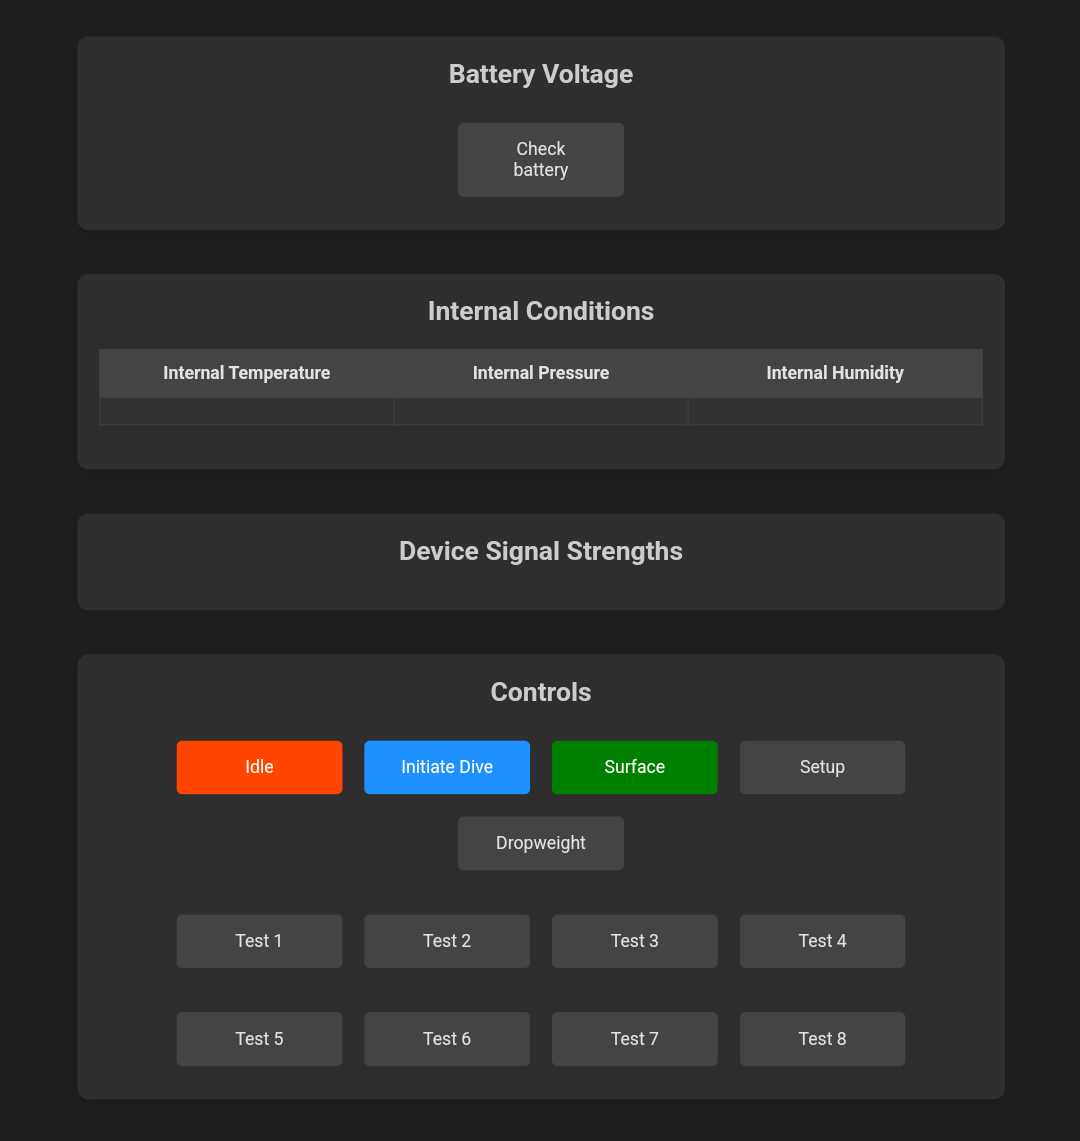 Battery Voltage
Check
battery
Internal Conditions
Internal Temperature Internal Pressure Internal Humidity
Device Signal Strengths
Controls
Idle Initiate Dive Surface Setup
Dropweight
Test 1 Test 2 Test 3 Test 4
Test 5 Test 6 Test 7 Test 8